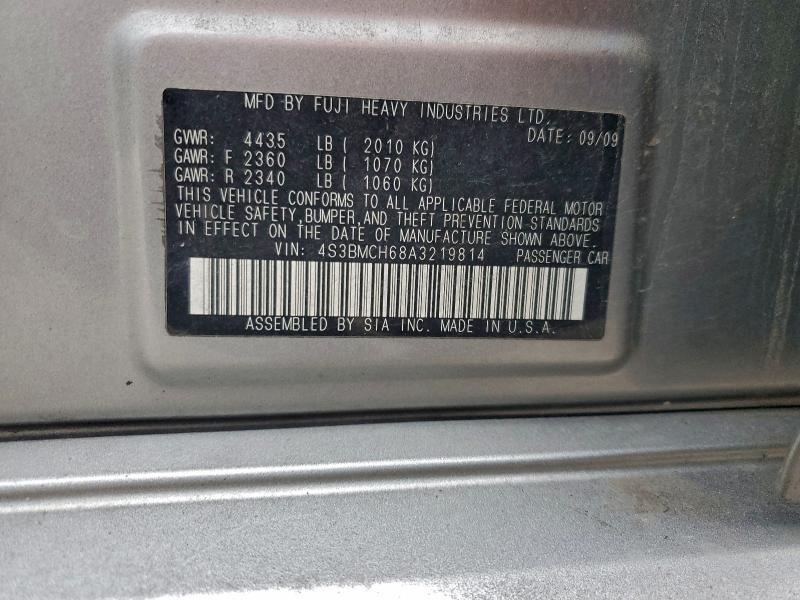 MFD BY FUJI HEAVY INDUSTRIES LTD.
DATE: 09/09
GVWR: 4435 LB ( 2010 KG)
GAWR: F 2360 LB ( 1070 KG)
GAWR: R 2340 LB ( 1060 KG)
THIS VEHICLE CONFORMS TO ALL APPLICABLE FEDERAL MOTOR
VEHICLE SAFETY, BUMPER, AND THEFT PREVENTION STANDARDS
IN EFFECT ON THE DATE OF MANUFACTURE SHOWN ABOVE.
VIN: 4S3BMCH68A3219814 PASSENGER CAR
ASSEMBLED BY SIA INC. MADE IN U.S.A.